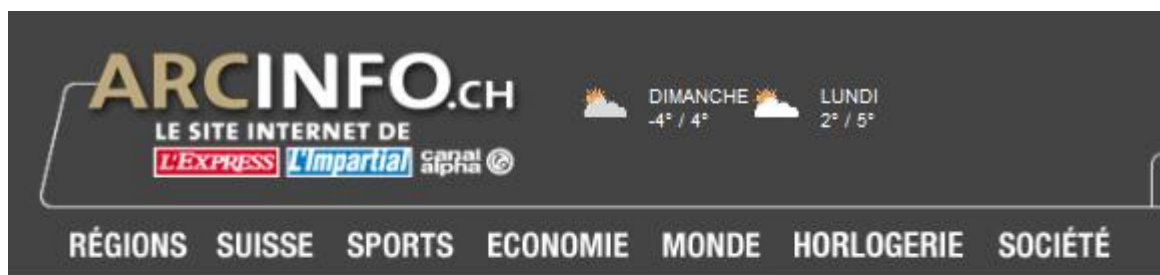 ARCINFO.CH
LE SITE INTERNET DE
L'EXPRESS L'Impartial canal alpha
DIMANCHE
-4° / 4°
LUNDI
2° / 5°
RÉGIONS SUISSE SPORTS ECONOMIE MONDE HORLOGERIE SOCIÉTÉ